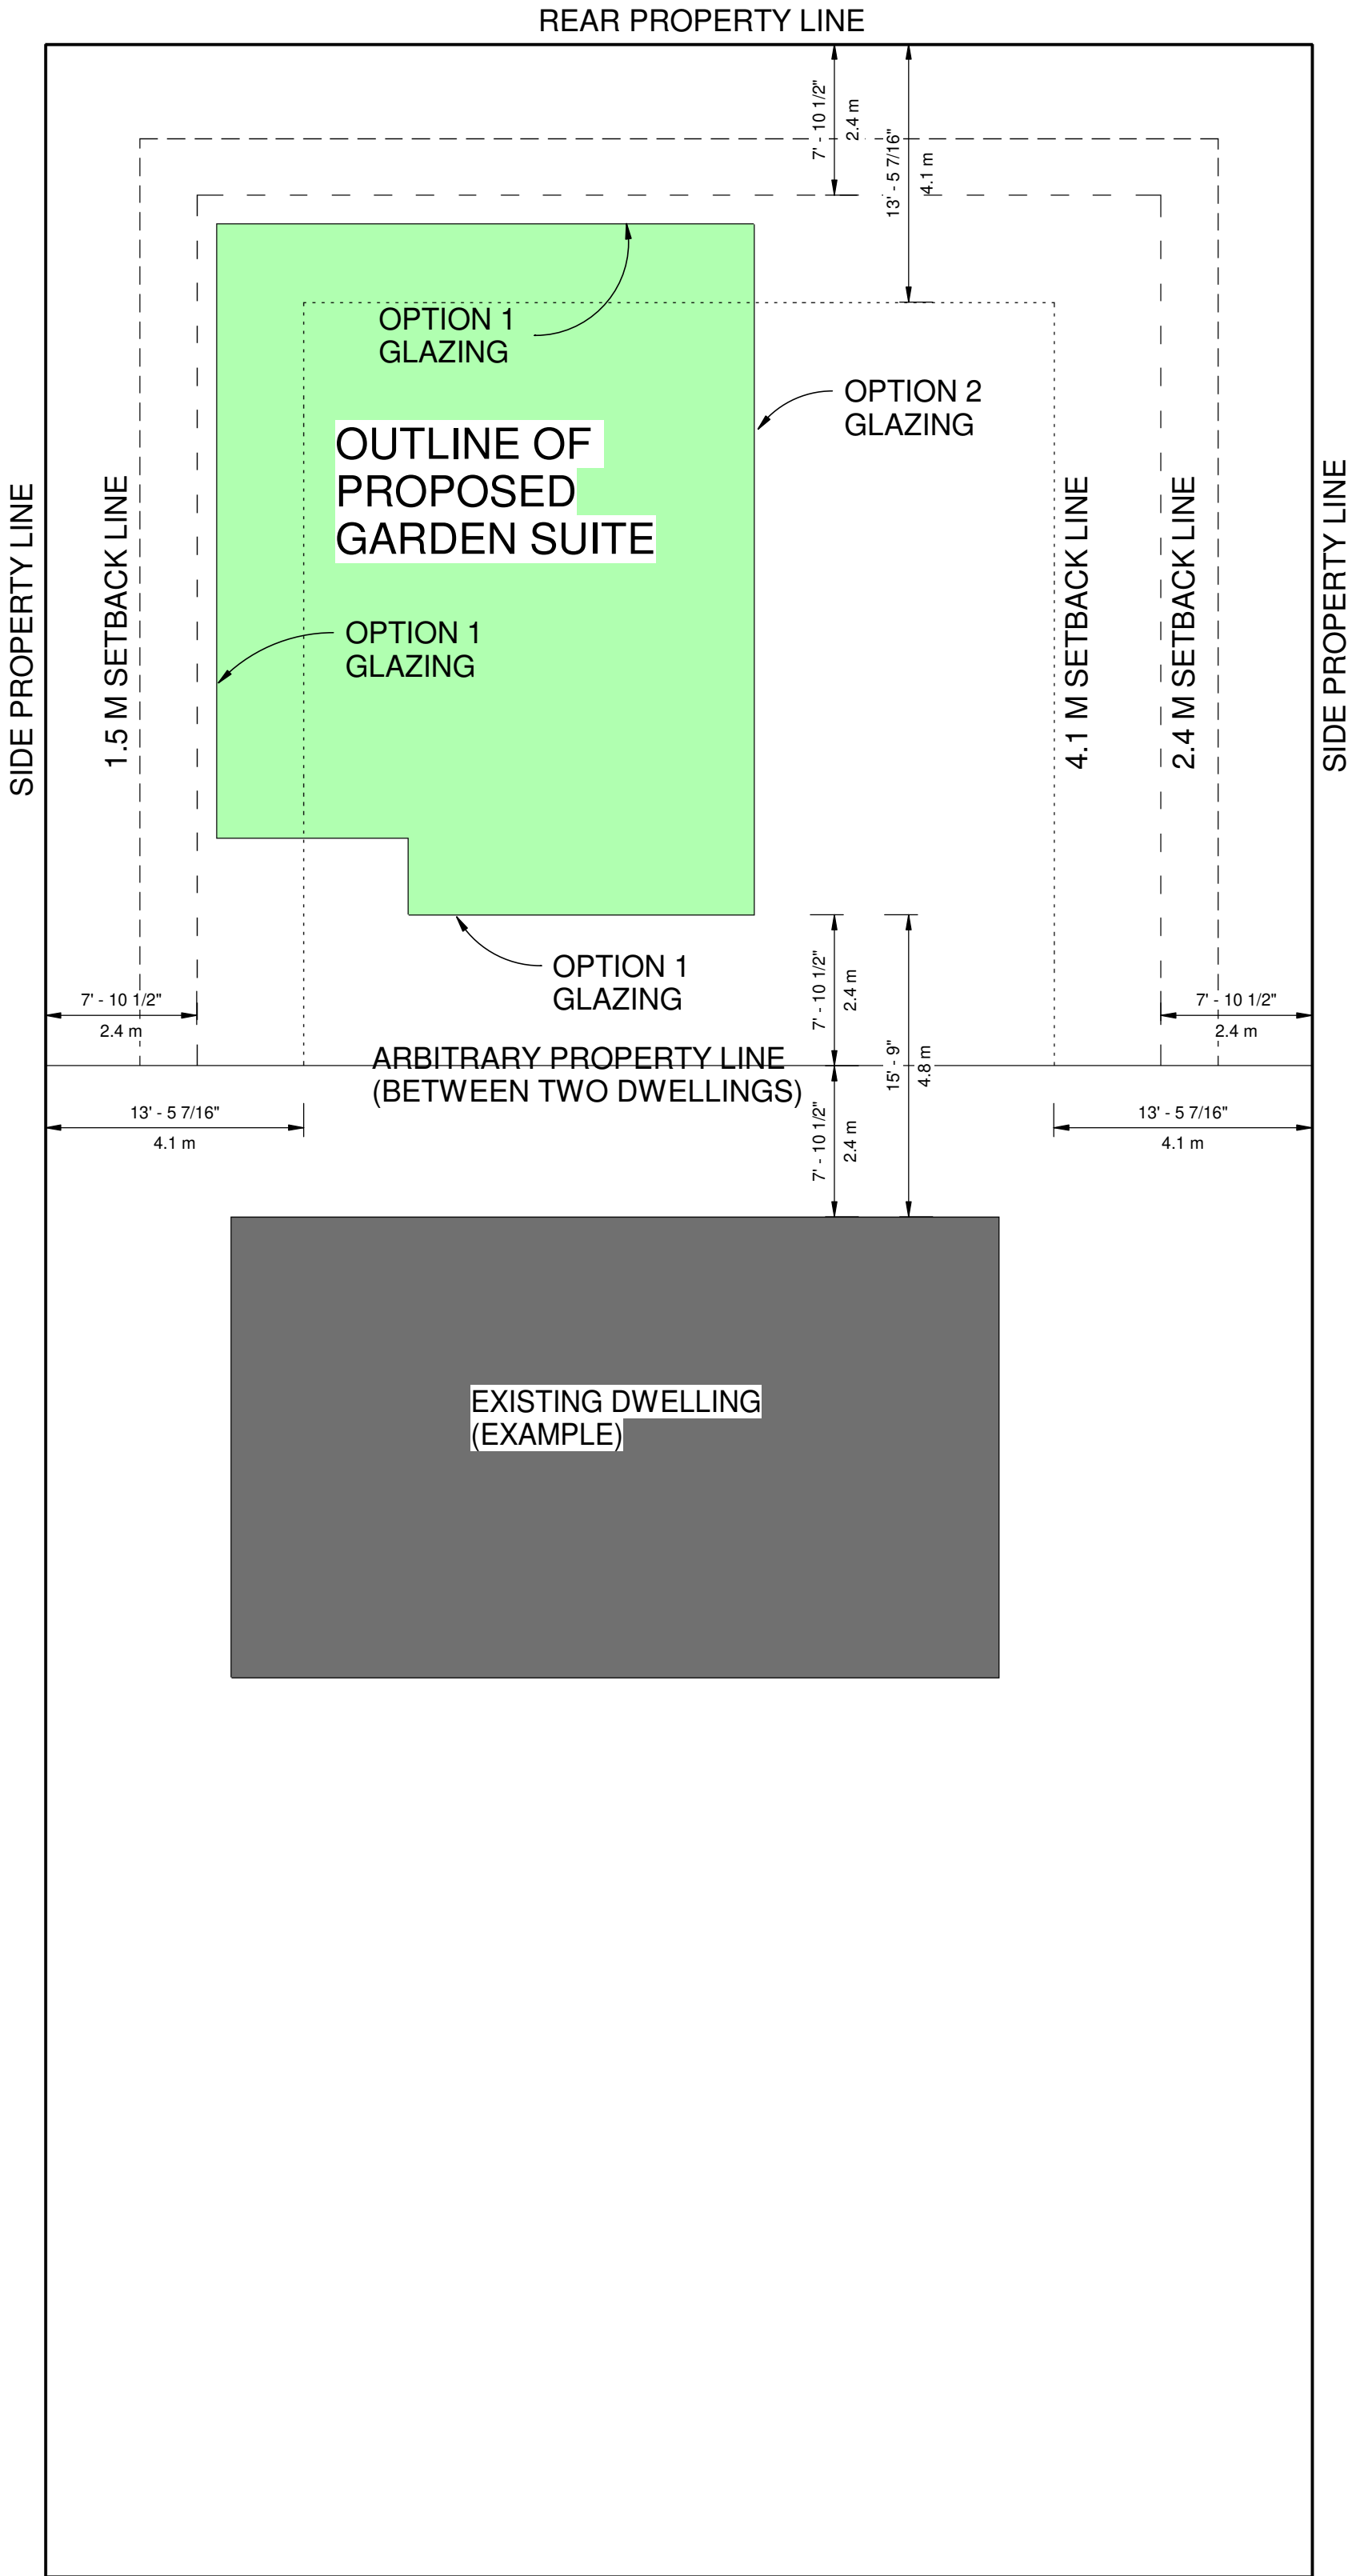 REAR PROPERTY LINE
7' - 10 1/2"
2.4 m
13' - 5 7/16"
4.1 m
OPTION 1
GLAZING
OPTION 2
GLAZING
OUTLINE OF
PROPOSED
GARDEN SUITE
SIDE PROPERTY LINE
1.5 M SETBACK LINE
4.1 M SETBACK LINE
2.4 M SETBACK LINE
SIDE PROPERTY LINE
OPTION 1
GLAZING
OPTION 1
GLAZING
7' - 10 1/2"
2.4 m
7' - 10 1/2"
2.4 m
7' - 10 1/2"
2.4 m
15' - 9"
4.8 m
ARBITRARY PROPERTY LINE
(BETWEEN TWO DWELLINGS)
13' - 5 7/16"
4.1 m
7' - 10 1/2"
2.4 m
13' - 5 7/16"
4.1 m
EXISTING DWELLING
(EXAMPLE)